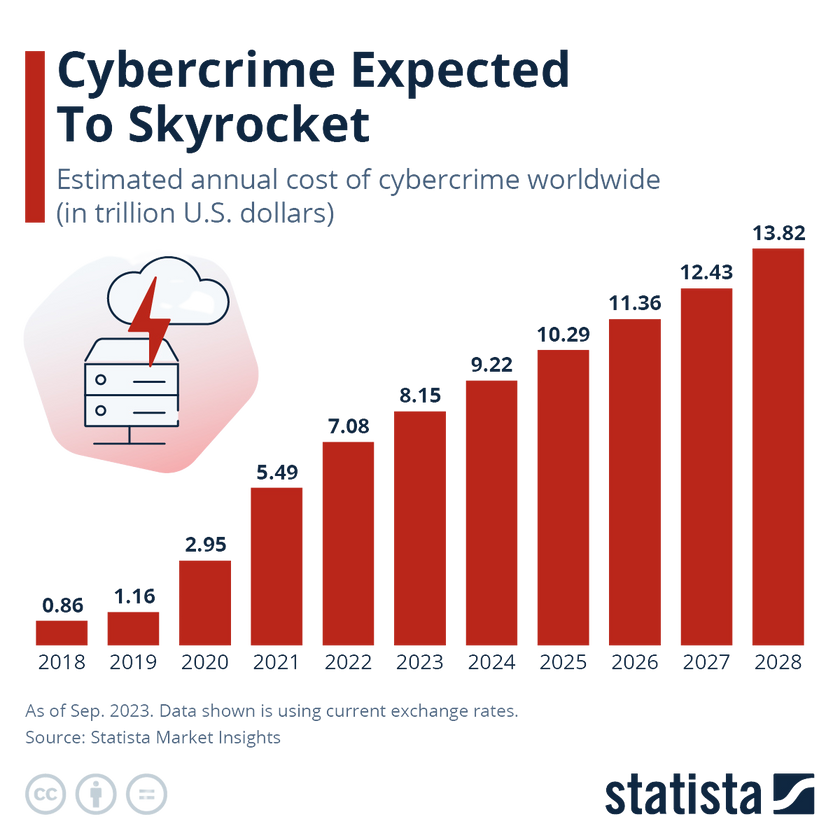 Cybercrime Expected
To Skyrocket
Estimated annual cost of cybercrime worldwide
(in trillion U.S. dollars)
0.86
1.16
2.95
5.49
7.08
8.15
9.22
10.29
11.36
12.43
13.82
2018 2019 2020 2021 2022 2023 2024 2025 2026 2027 2028
As of Sep. 2023. Data shown is using current exchange rates.
Source: Statista Market Insights
cc
statista